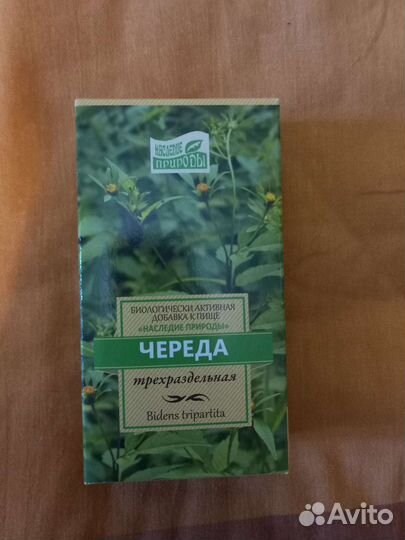 НАСЛЕДИЕ
ПРИРОДЫ
БИОЛОГИЧЕСКИ АКТИВНАЯ
ДОБАВКА К ПИЩЕ
«НАСЛЕДИЕ ПРИРОДЫ»
ЧЕРЕДА
трехраздельная
Bidens tripartita
Avito